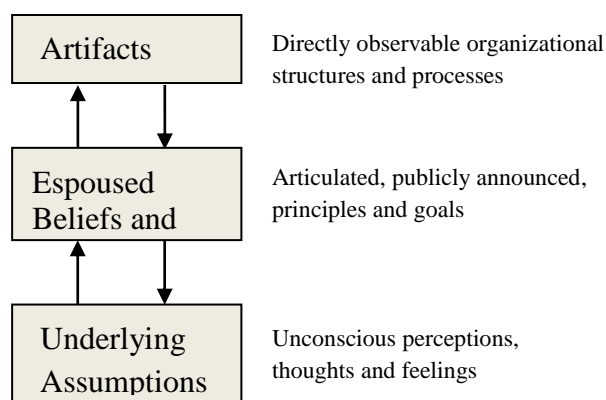 Artifacts
Directly observable organizational
structures and processes
Espoused
Beliefs and
Articulated, publicly announced,
principles and goals
Underlying
Assumptions
Unconscious perceptions,
thoughts and feelings